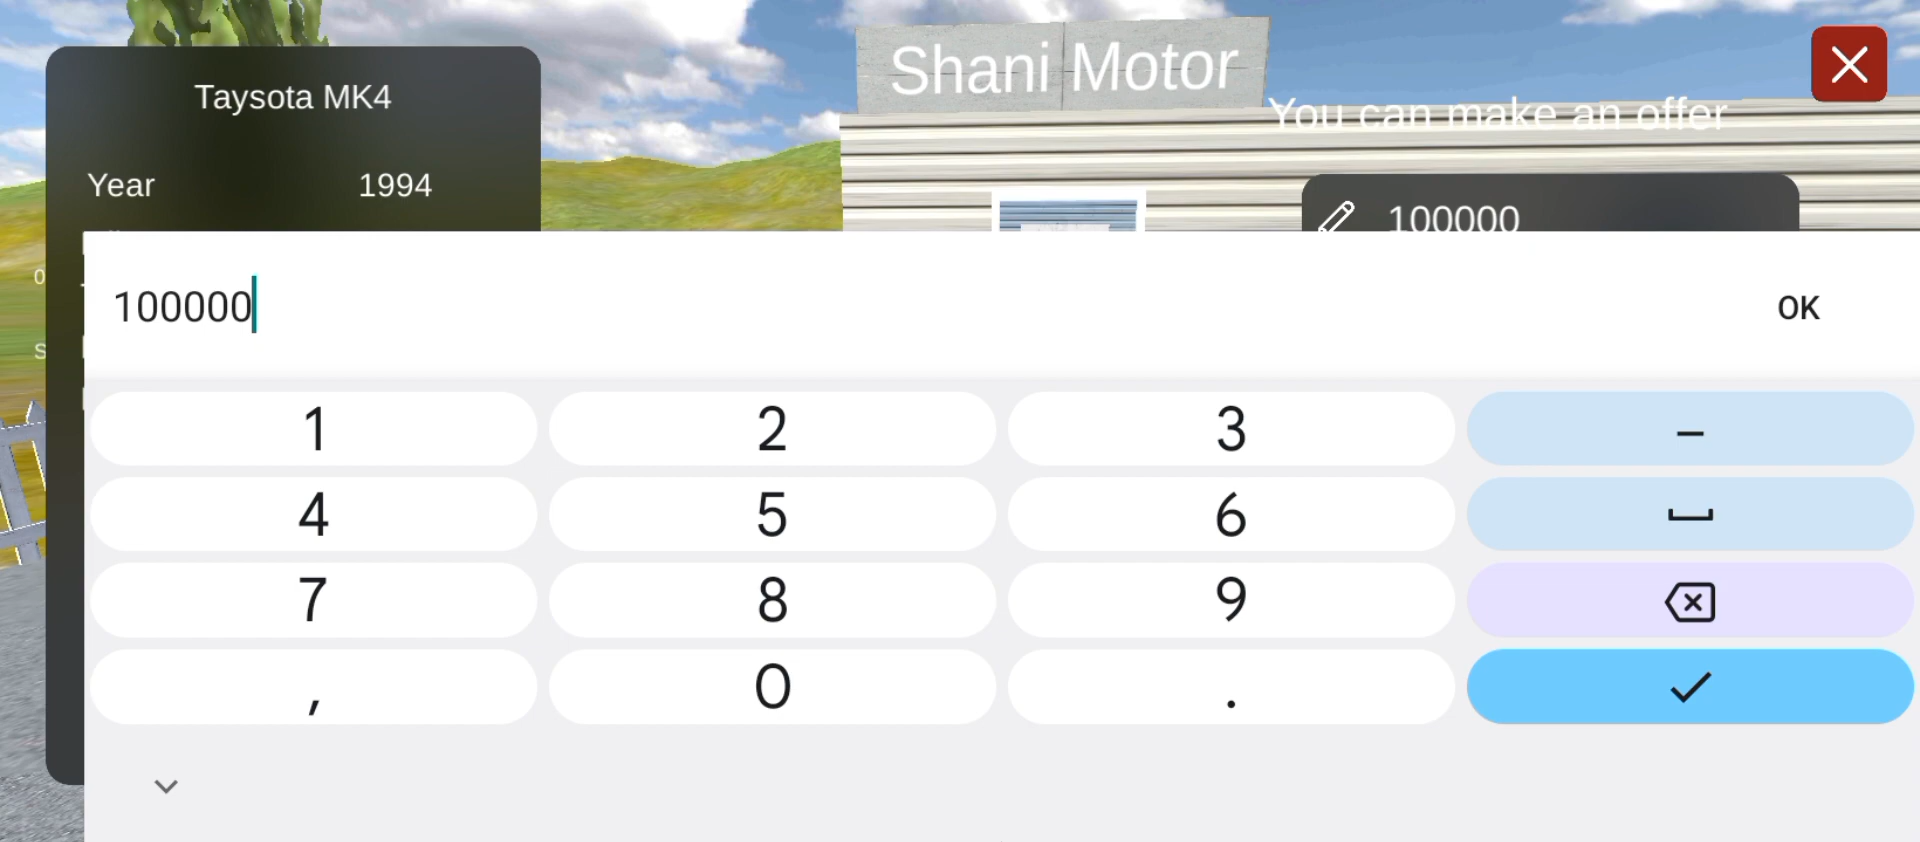 Shani Motor
Taysota MK4
You can make an offer
Year 1994
100000
0
100000
OK
s
1 2 3 –
4 5 6
7 8 9
, 0 .